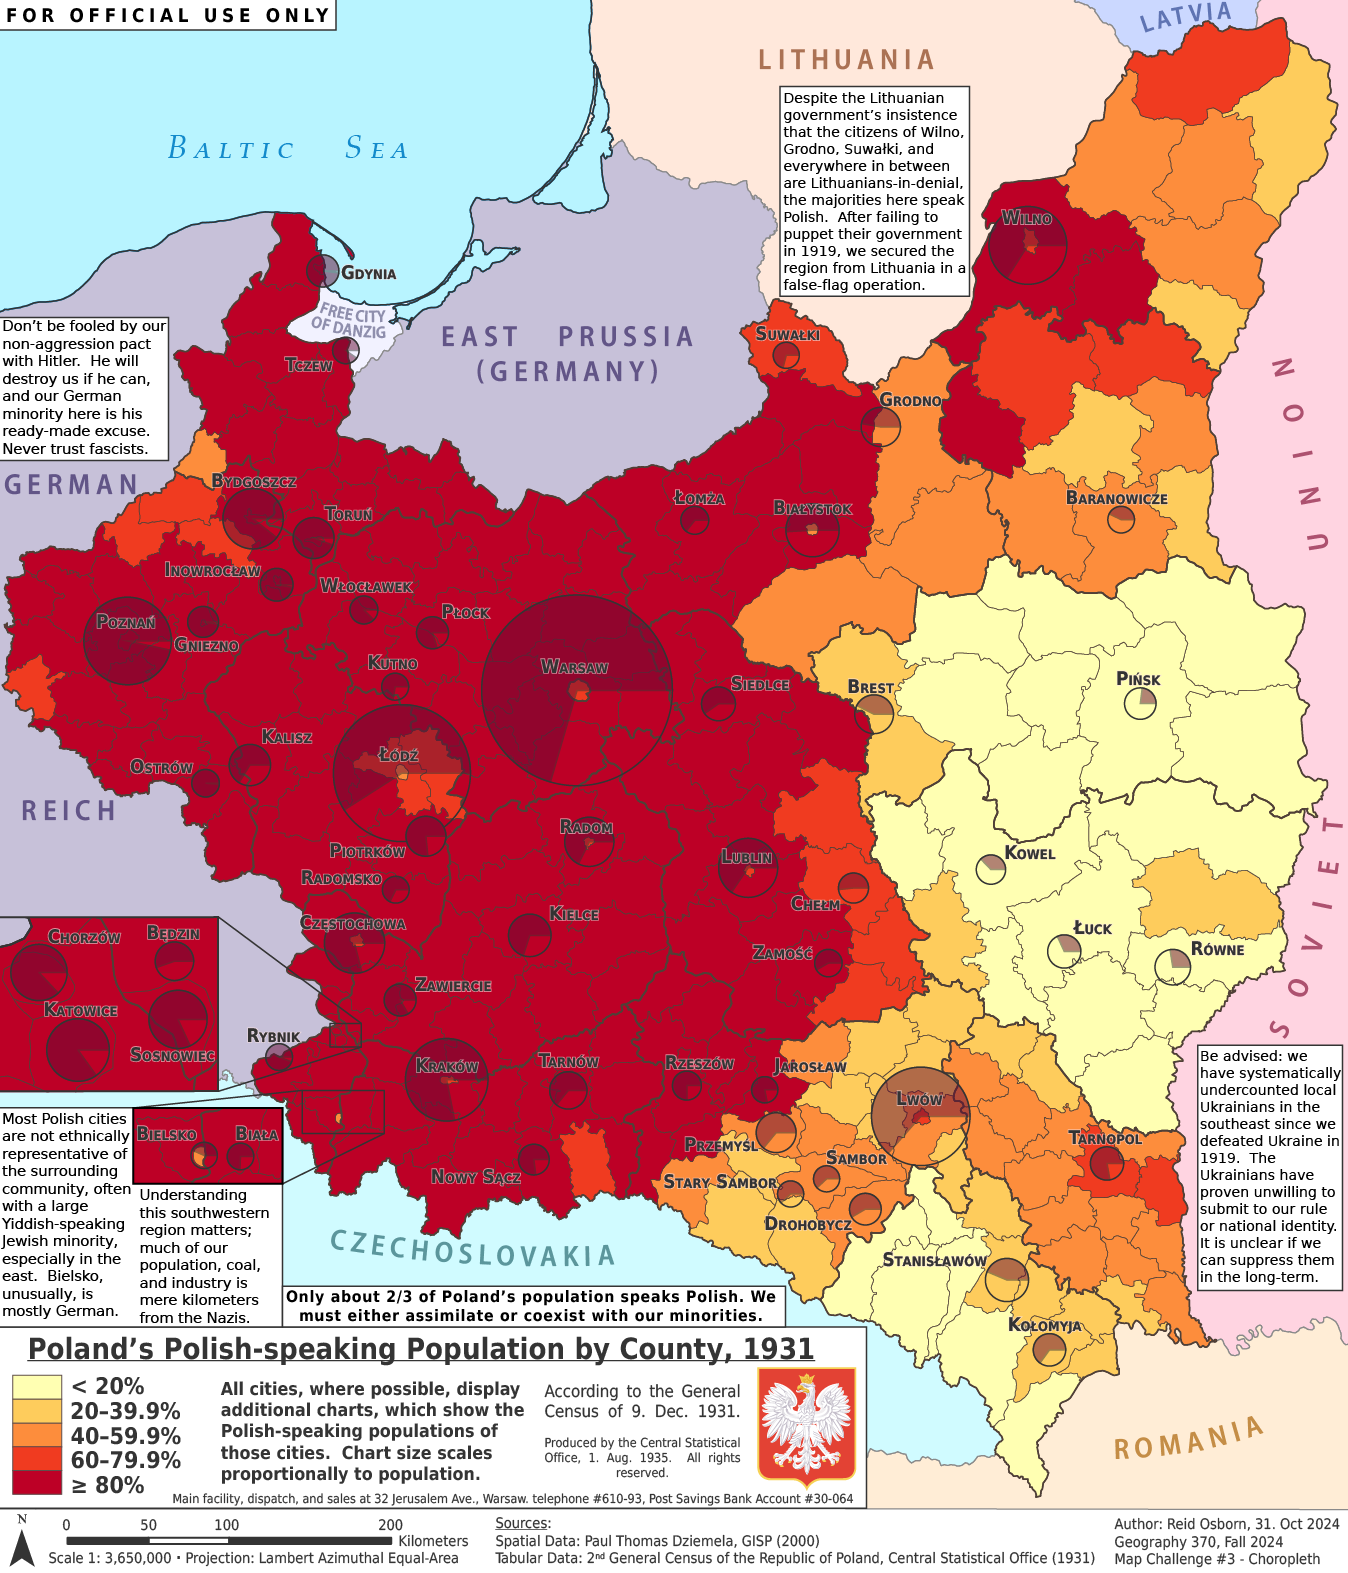 FOR OFFICIAL USE ONLY
LATVIA
LITHUANIA
Despite the Lithuanian
government's insistence
that the citizens of Wilno,
Grodno, Suwałki, and
everywhere in between
are Lithuanians-in-denial,
the majorities here speak
Polish.  After failing to
puppet their government
in 1919, we secured the
region from Lithuania in a
false-flag operation.
BALTIC SEA
WILNO
GDYNIA
FREE CITY
OF DANZIG
EAST PRUSSIA
(GERMANY)
SUWAŁKI
TCZEW
Don't be fooled by our
non-aggression pact
with Hitler.  He will
destroy us if he can,
and our German
minority here is his
ready-made excuse.
Never trust fascists.
GRODNO
GERMAN
REICH
SOVIET
UNION
BYDGOSZCZ
TORUŃ
ŁOMŻA
BIAŁYSTOK
BARANOWICZE
INOWROCŁAW
WŁOCŁAWEK
PŁOCK
POZNAŃ
GNIEZNO
KUTNO
WARSAW
SIEDLCE
BREST
PIŃSK
KALISZ
OSTRÓW
ŁÓDŹ
PIOTRKÓW
RADOM
LUBLIN
KOWEL
RADOMSKO
CHEŁM
CZĘSTOCHOWA
KIELCE
ŁUCK
RÓWNE
ZAMOŚĆ
CHORZÓW
BĘDZIN
KATOWICE
SOSNOWIEC
ZAWIERCIE
RYBNIK
KRAKÓW
TARNÓW
RZESZÓW
JAROSŁAW
LWÓW
Be advised: we
have systematically
undercounted local
Ukrainians in the
southeast since we
defeated Ukraine in
1919.  The
Ukrainians have
proven unwilling to
submit to our rule
or national identity.
It is unclear if we
can suppress them
in the long-term.
Most Polish cities
are not ethnically
representative of
the surrounding
community, often
with a large
Yiddish-speaking
Jewish minority,
especially in the
east.  Bielsko,
unusually, is
mostly German.
BIELSKO
BIAŁA
Understanding
this southwestern
region matters;
much of our
population, coal,
and industry is
mere kilometers
from the Nazis.
NOWY SĄCZ
PRZEMYŚL
SAMBOR
STARY SAMBOR
DROHOBYCZ
TARNOPOL
STANISŁAWÓW
KOŁOMYJA
CZECHOSLOVAKIA
ROMANIA
Only about 2/3 of Poland's population speaks Polish. We
must either assimilate or coexist with our minorities.
Poland's Polish-speaking Population by County, 1931
< 20%
20–39.9%
40–59.9%
60–79.9%
≥ 80%
All cities, where possible, display
additional charts, which show the
Polish-speaking populations of
those cities.  Chart size scales
proportionally to population.
According to the General
Census of 9. Dec. 1931.
Produced by the Central Statistical
Office, 1. Aug. 1935.  All rights
reserved.
Main facility, dispatch, and sales at 32 Jerusalem Ave., Warsaw. telephone #610-93, Post Savings Bank Account #30-064
N
0 50 100 200
Kilometers
Scale 1: 3,650,000 • Projection: Lambert Azimuthal Equal-Area
Sources:
Spatial Data: Paul Thomas Dziemela, GISP (2000)
Tabular Data: 2nd General Census of the Republic of Poland, Central Statistical Office (1931)
Author: Reid Osborn, 31. Oct 2024
Geography 370, Fall 2024
Map Challenge #3 - Choropleth